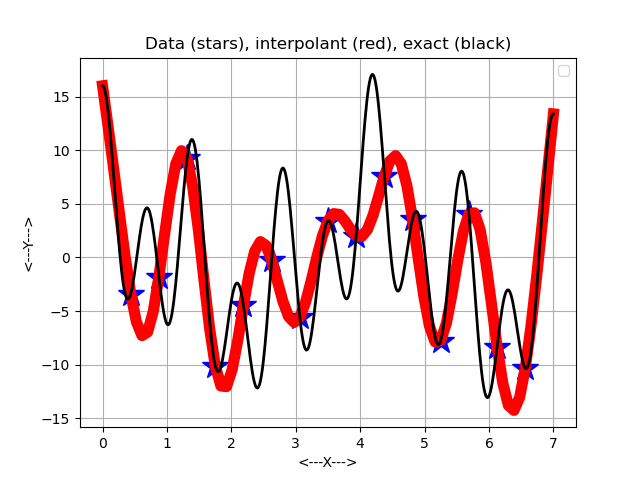 Data (stars), interpolant (red), exact (black)
15
10
5
0
−5
−10
−15
0 1 2 3 4 5 6 7
<---Y--->
<---X--->